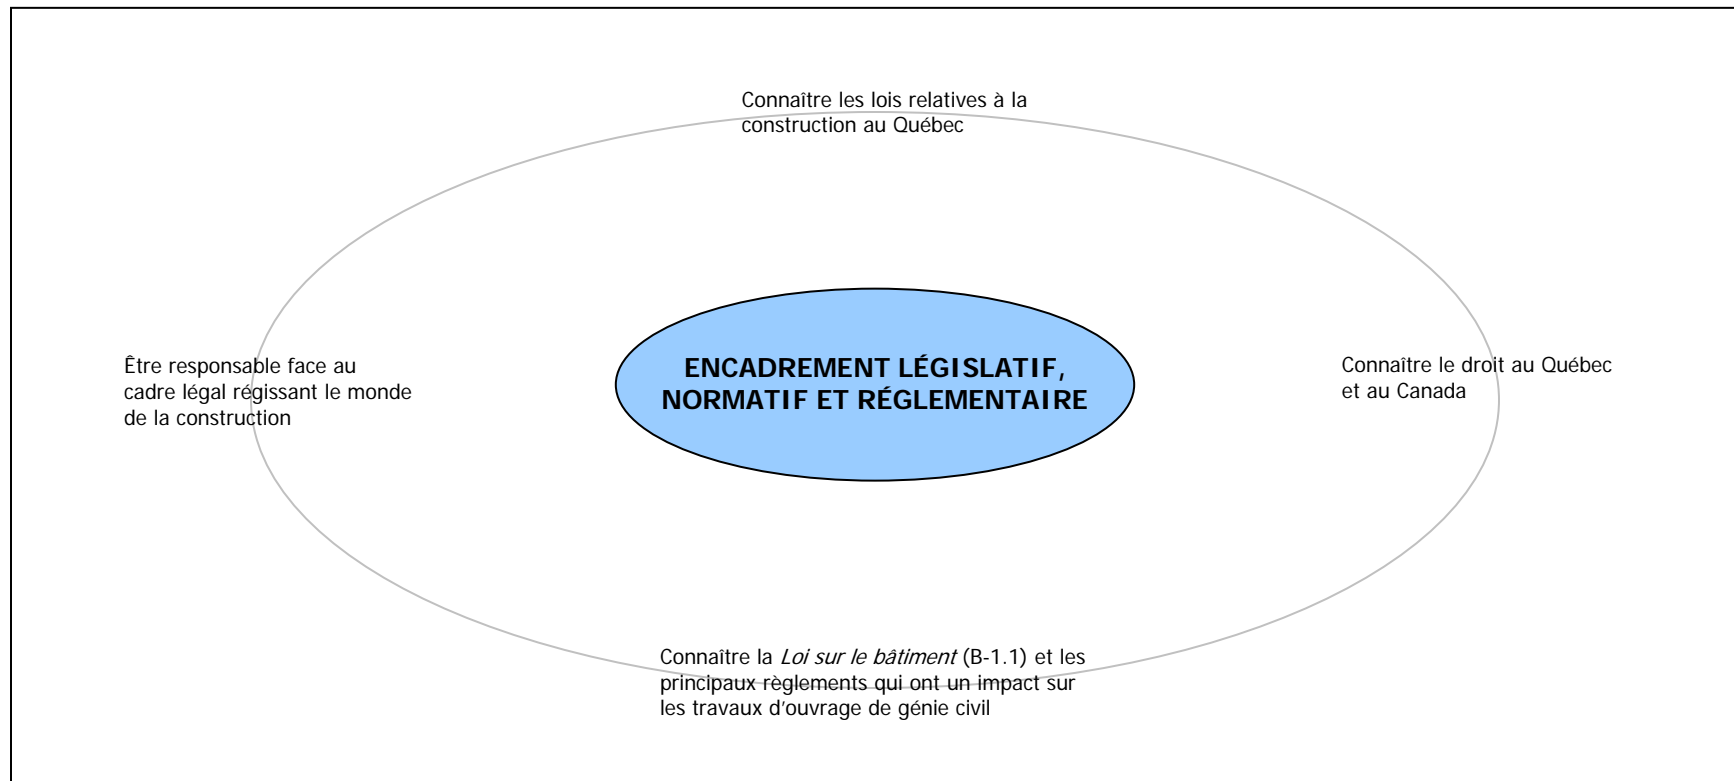 Connaître les lois relatives à la
construction au Québec
ENCADREMENT LÉGISLATIF,
NORMATIF ET RÉGLEMENTAIRE
Être responsable face au
cadre légal régissant le monde
de la construction
Connaître le droit au Québec
et au Canada
Connaître la Loi sur le bâtiment (B-1.1) et les
principaux règlements qui ont un impact sur
les travaux d'ouvrage de génie civil